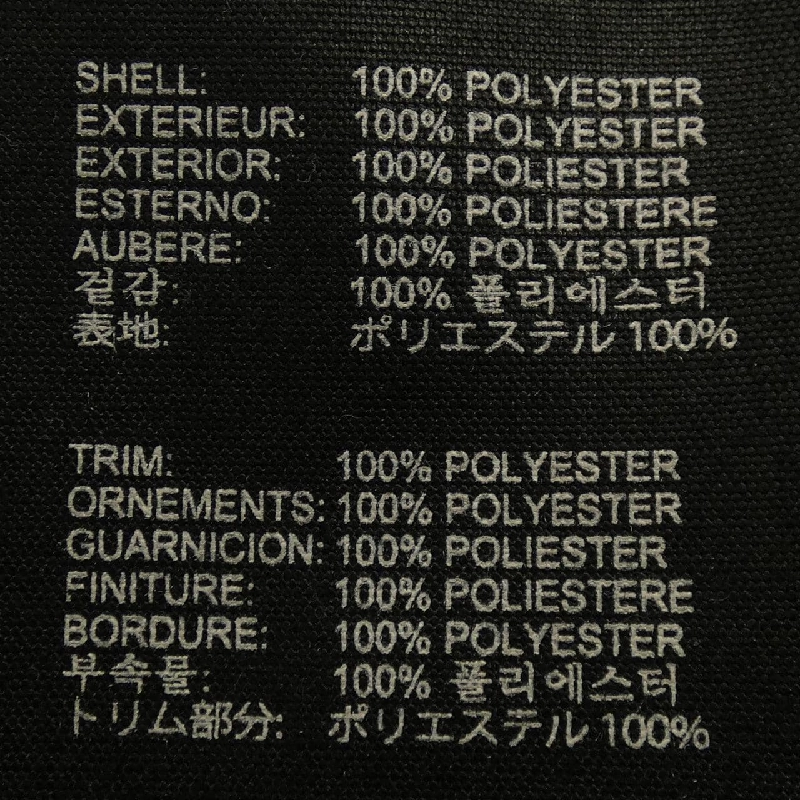 SHELL: 100% POLYESTER
EXTERIEUR: 100% POLYESTER
EXTERIOR: 100% POLIESTER
ESTERNO: 100% POLIESTERE
AUBERE: 100% POLYESTER
겉감: 100% 폴리에스터
表地: ポリエステル 100%
TRIM: 100% POLYESTER
ORNEMENTS: 100% POLYESTER
GUARNICION: 100% POLIESTER
FINITURE: 100% POLIESTERE
BORDURE: 100% POLYESTER
부속물: 100% 폴리에스터
トリム部分: ポリエステル 100%